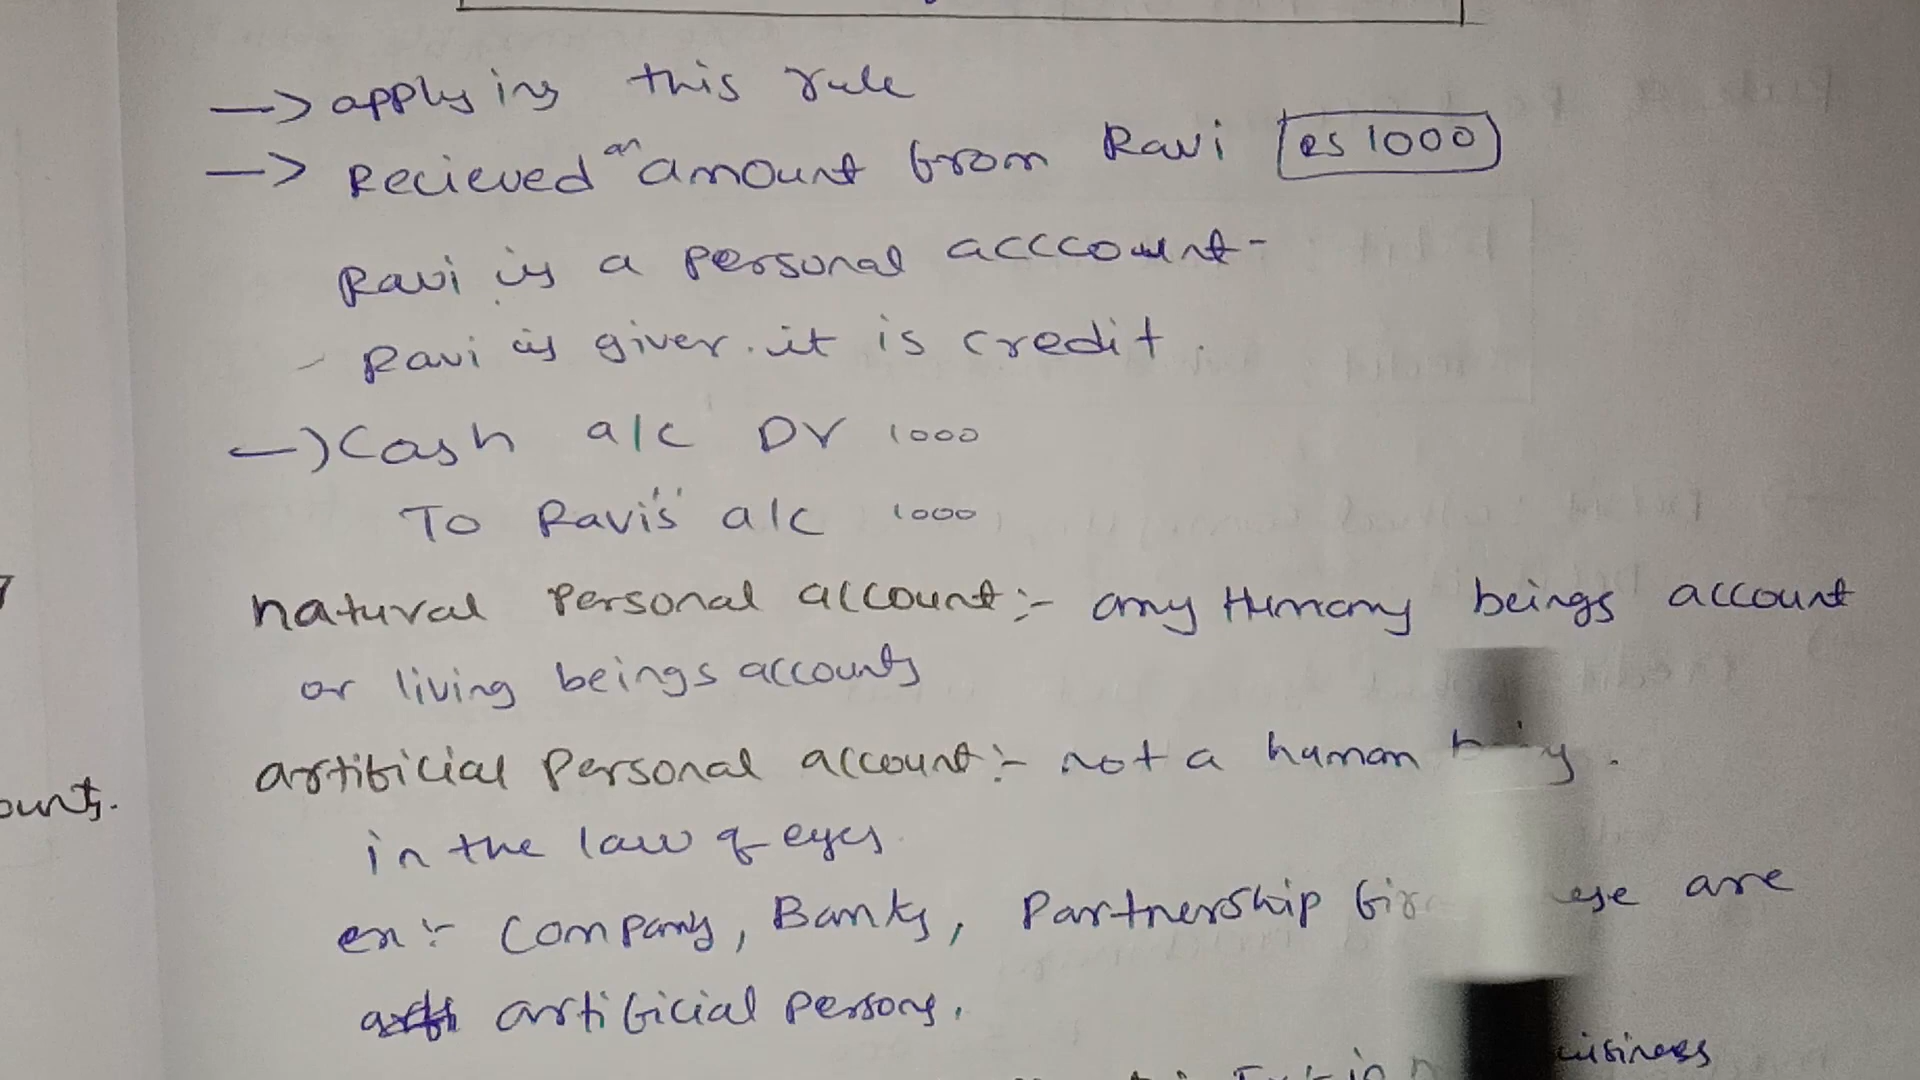 -> applying this rule
-> Recieved an amount from Ravi Rs 1000
Ravi is a personal acccount-
Ravi is giver. it is credit.
-> Cash a/c Dr 1000
To Ravi's' a/c 1000
natural Personal account:- any Humany beings account
or living beings accounts
artificial Personal account:- not a human
ounts.
in the law of eyes
ex:- Company, Banks, Partnership are
artificial persons.